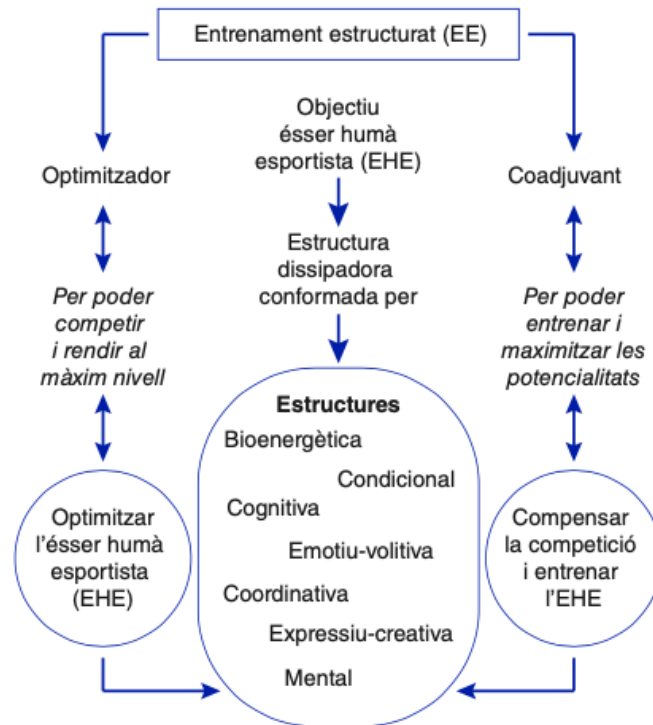 Entrenament estructurat (EE)
Objectiu
ésser humà
esportista (EHE)
Optimitzador
Coadjuvant
Estructura
dissipadora
conformada per
Per poder
competir
i rendir al
màxim nivell
Per poder
entrenar i
maximitzar les
potencialitats
Estructures
Bioenergètica
Condicional
Cognitiva
Emotiu-volitiva
Coordinativa
Expressiu-creativa
Mental
Optimitzar
l’ésser humà
esportista
(EHE)
Compensar
la competició
i entrenar
l’EHE